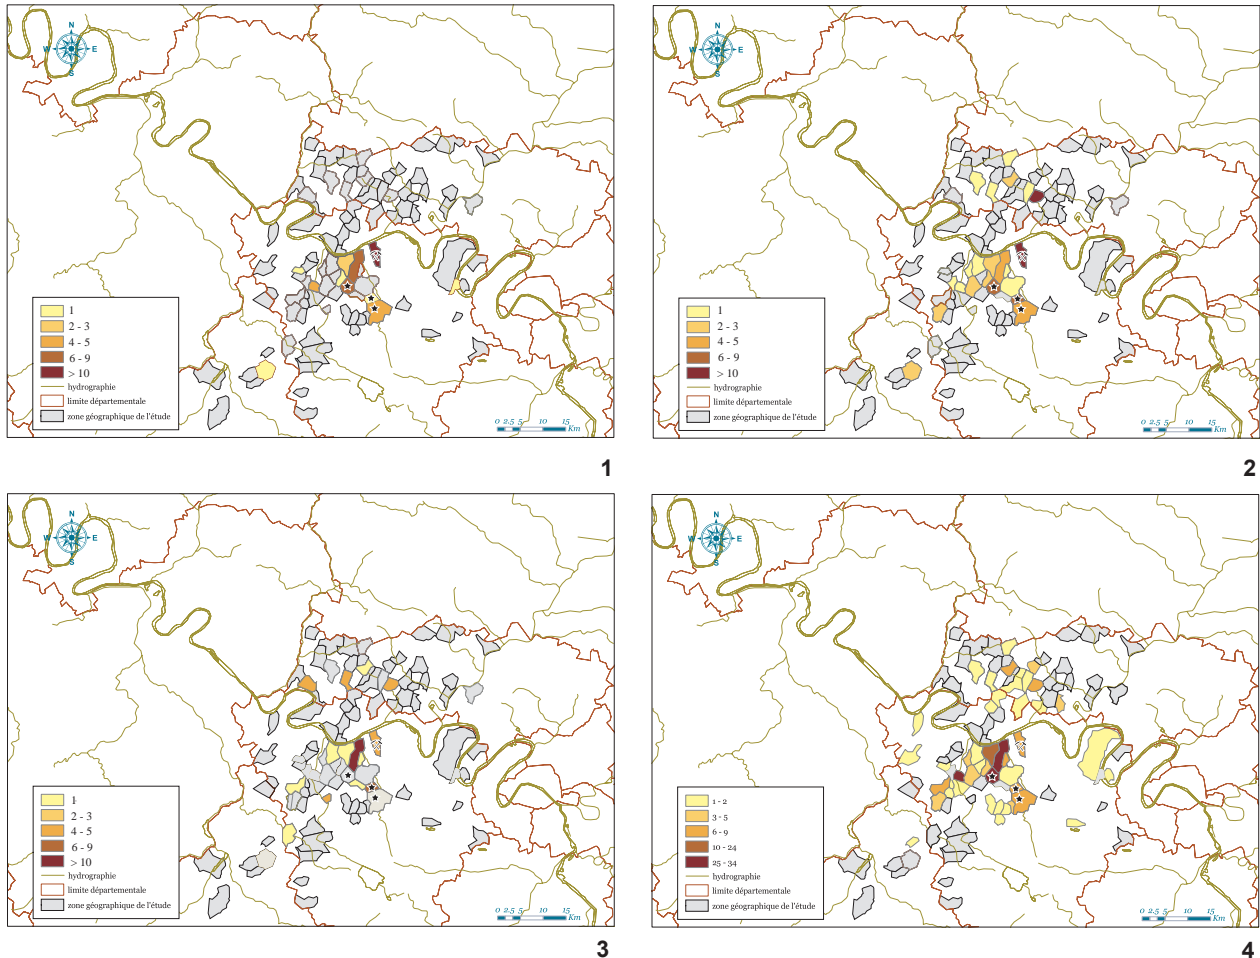 N
W E
S
1
2 - 3
4 - 5
6 - 9
> 10
hydrographie
limite départementale
zone géographique de l'étude
0 2,5 5 10 15
Km
1
N
W E
S
1
2 - 3
4 - 5
6 - 9
> 10
hydrographie
limite départementale
zone géographique de l'étude
0 2,5 5 10 15
Km
2
N
W E
S
1
2 - 3
4 - 5
6 - 9
> 10
hydrographie
limite départementale
zone géographique de l'étude
0 2,5 5 10 15
Km
3
N
W E
S
1 - 2
3 - 5
6 - 9
10 - 24
25 - 34
hydrographie
limite départementale
zone géographique de l'étude
0 2,5 5 10 15
Km
4